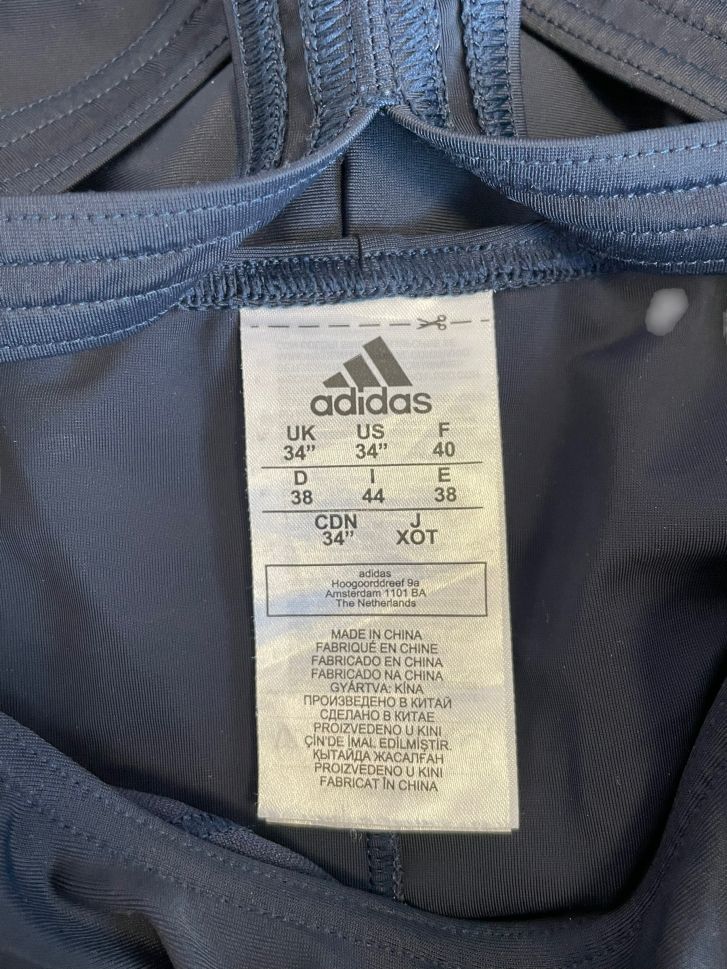 adidas
UK US F
34” 34” 40
D I E
38 44 38
CDN J
34” XOT
adidas
Hoogoorddreef 9a
Amsterdam 1101 BA
The Netherlands
MADE IN CHINA
FABRIQUÉ EN CHINE
FABRICADO EN CHINA
FABRICADO NA CHINA
GYÁRTVA: KÍNA
ПРОИЗВЕДЕНО В КИТАЙ
СДЕЛАНО В КИТАЕ
PROIZVEDENO U KINI
ÇİN'DE İMAL EDİLMİŞTİR.
ҚЫТАЙДА ЖАСАЛҒАН
PROIZVEDENO U KINI
FABRICAT ÎN CHINA